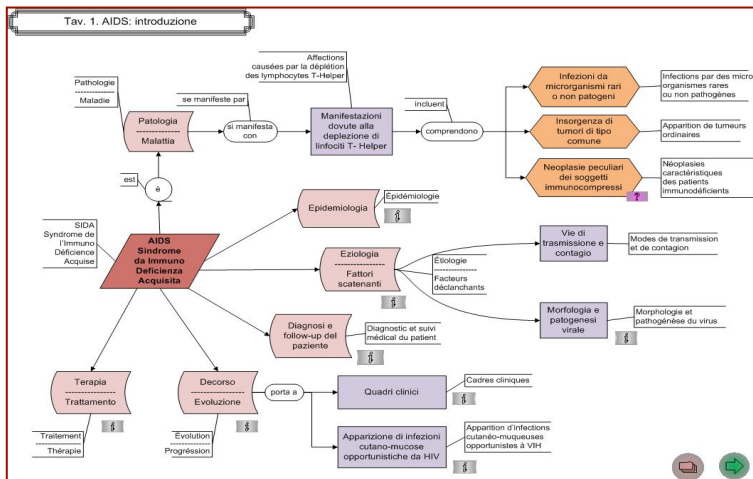 Tav. 1. AIDS: introduzione
Pathologie
Maladie
Patologia
Malattia
se manifeste par
si manifesta
con
Affections
causées par la déplétion
des lymphocytes T-Helper
Manifestazioni
dovute alla
deplezione di
linfociti T- Helper
incluent
comprendono
Infezioni da
microrganismi rari
o non patogeni
Infections par des micro
organismes rares
ou non pathogènes
Insorgenza di
tumori di tipo
comune
Apparition de tumeurs
ordinaires
Neoplasie peculiari
dei soggetti
immunocompressi
?
Néoplasies
caractéristiques
des patients
immunodéficients
est
è
SIDA
Syndrome de
l'Immuno
Déficience
Acquise
AIDS
Sindrome
da Immuno
Deficienza
Acquisita
Epidemiologia
Épidémiologie
Eziologia
Fattori
scatenanti
Étiologie
Facteurs
déclanchants
Vie di
trasmissione e
contagio
Modes de transmission
et de contagion
Morfologia e
patogenesi
virale
Morphologie et
pathogénèse du virus
Diagnosi e
follow-up del
paziente
Diagnostic et suivi
médical du patient
Terapia
Trattamento
Traitement
Thérapie
Decorso
Evoluzione
Évolution
Progréssion
porta a
Quadri clinici
Cadres cliniques
Apparizione di infezioni
cutano-mucose
opportunistiche da HIV
Apparition d'infections
cutanéo-muqueuses
opportunistes à VIH